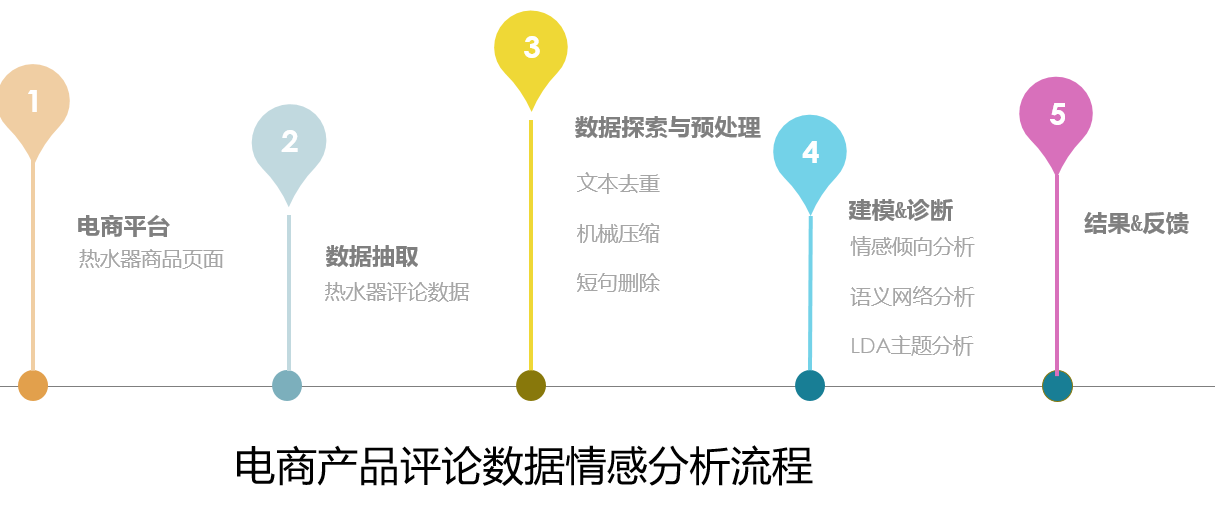 1
电商平台
热水器商品页面
2
数据抽取
热水器评论数据
3
数据探索与预处理
文本去重
机械压缩
短句删除
4
建模&诊断
情感倾向分析
语义网络分析
LDA主题分析
5
结果&反馈
电商产品评论数据情感分析流程